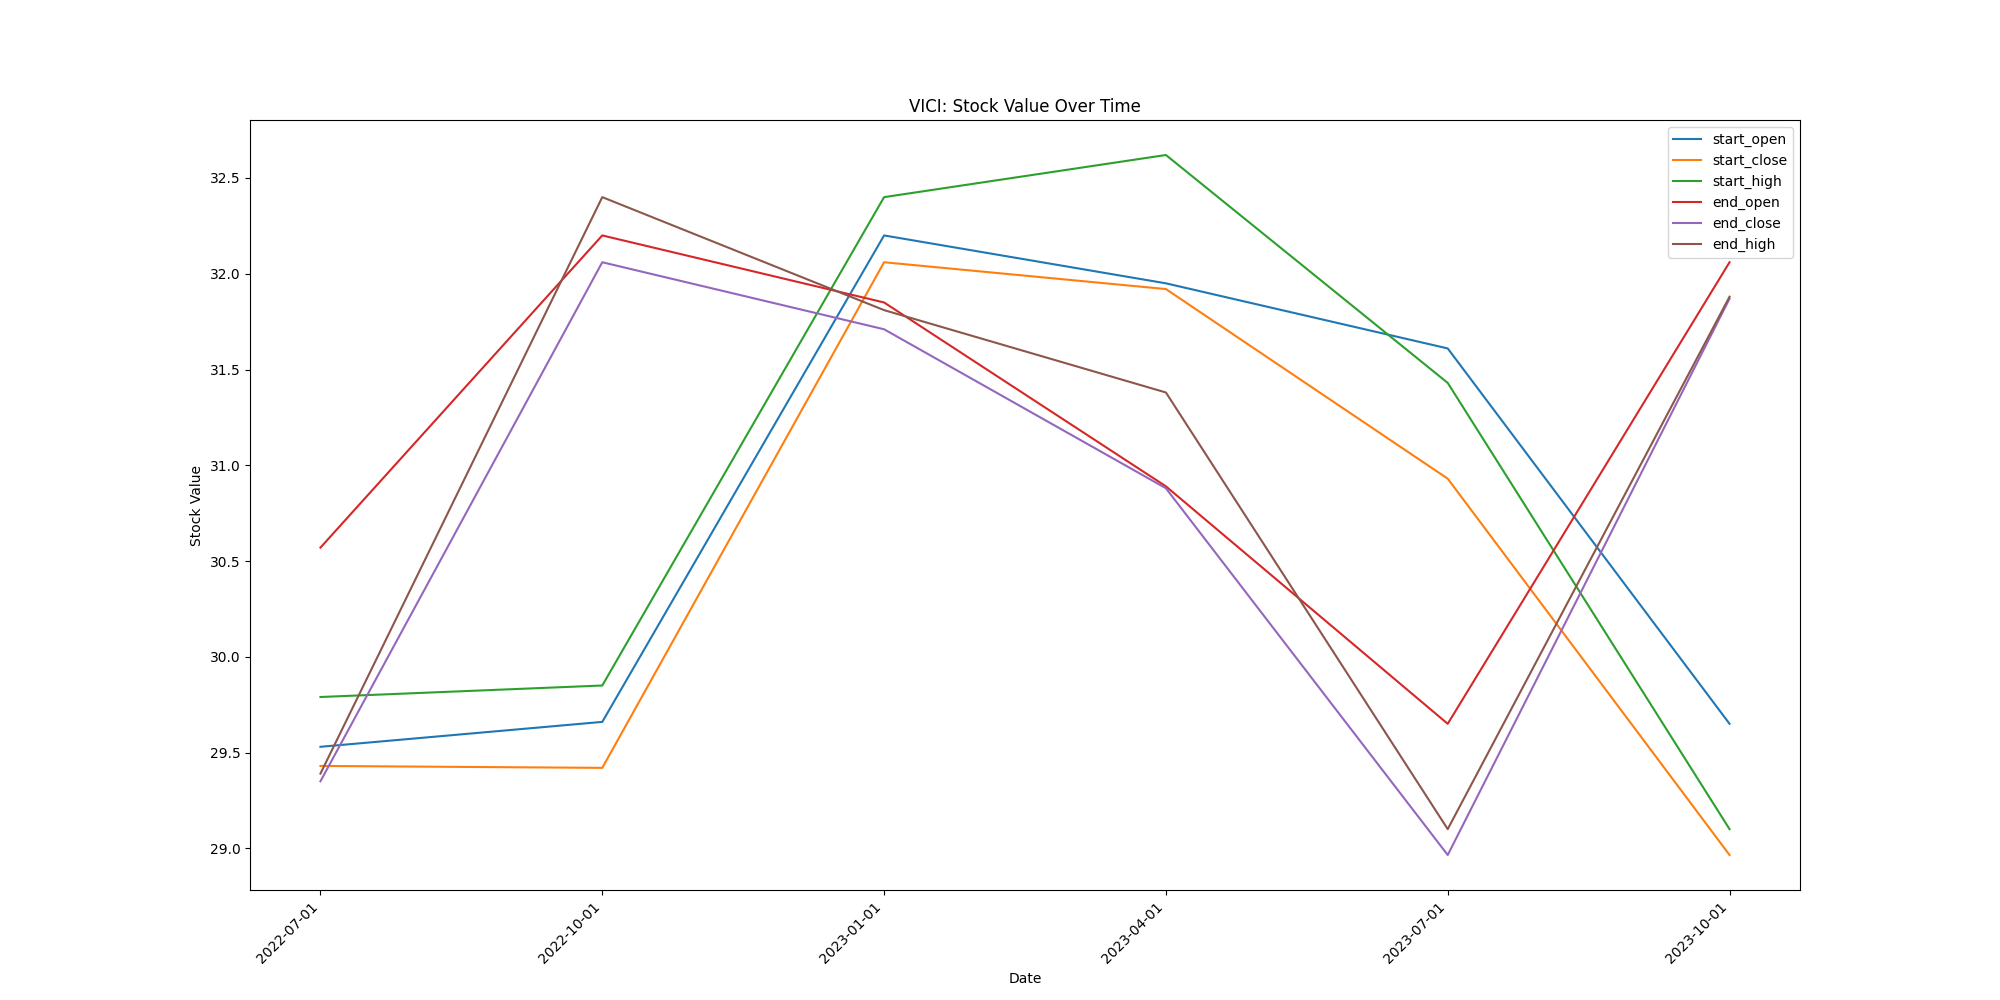 VICI: Stock Value Over Time
start_open
start_close
start_high
end_open
end_close
end_high
Stock Value
32.5
32.0
31.5
31.0
30.5
30.0
29.5
29.0
2022-07-01
2022-10-01
2023-01-01
2023-04-01
2023-07-01
2023-10-01
Date